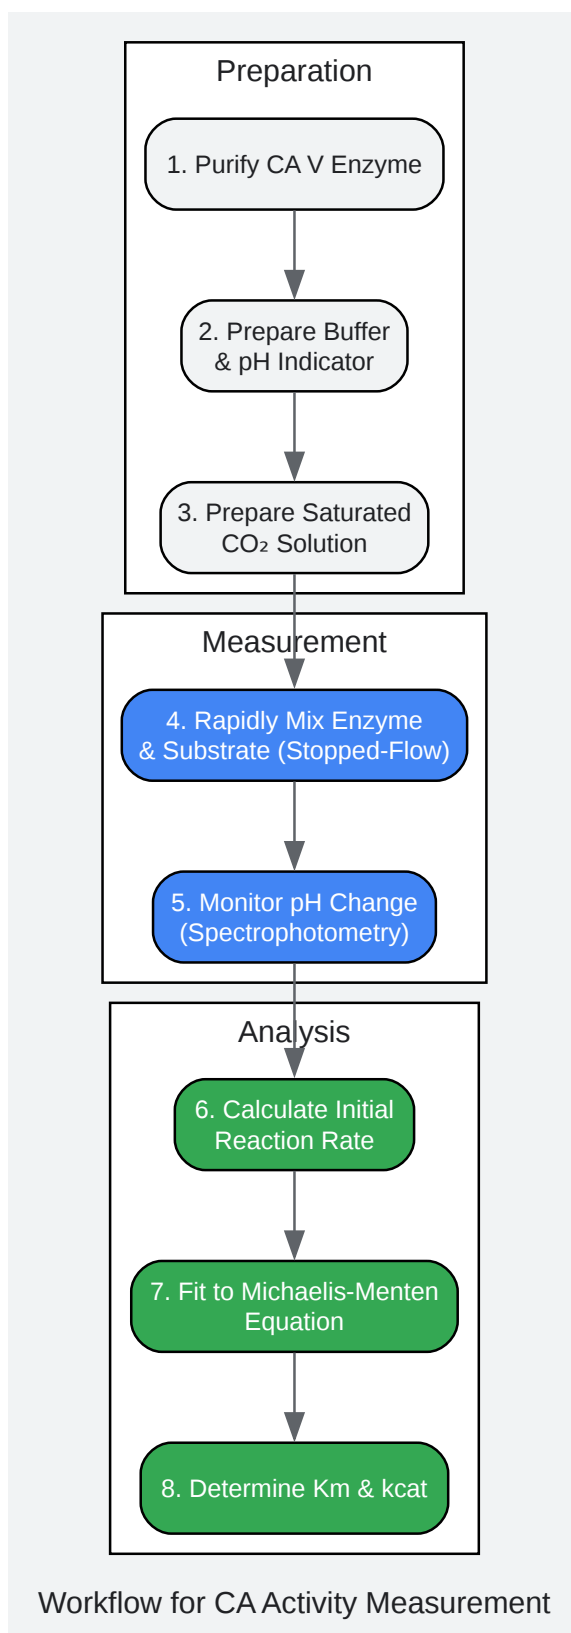 Preparation
1. Purify CA V Enzyme
2. Prepare Buffer
& pH Indicator
3. Prepare Saturated
CO₂ Solution
Measurement
4. Rapidly Mix Enzyme
& Substrate (Stopped-Flow)
5. Monitor pH Change
(Spectrophotometry)
Analysis
6. Calculate Initial
Reaction Rate
7. Fit to Michaelis-Menten
Equation
8. Determine Km & kcat
Workflow for CA Activity Measurement